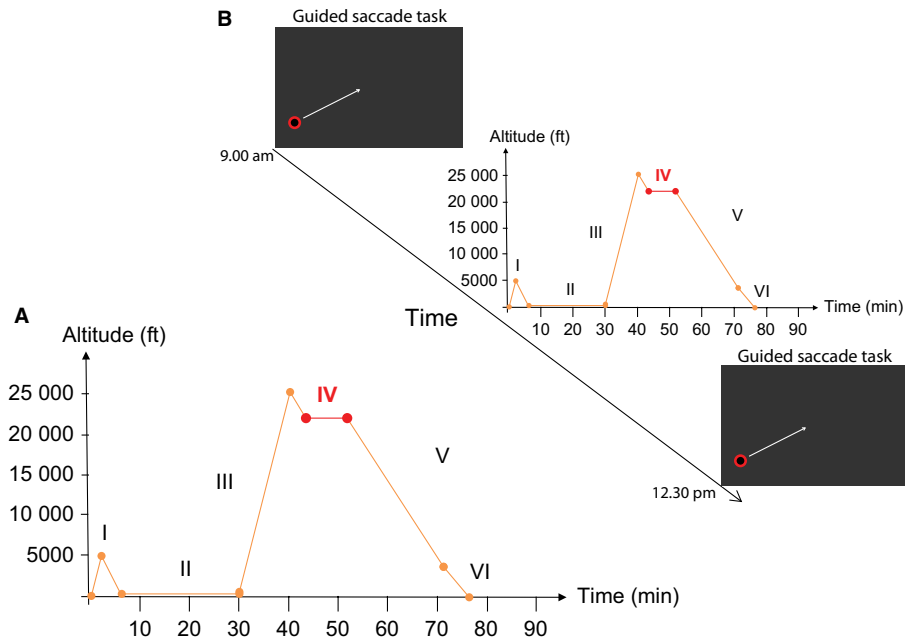 B
Guided saccade task
9.00 am
Altitude (ft)
25 000
20 000
15 000
10 000
5000
I
II
III
IV
V
VI
10 20 30 40 50 60 70 80 90
Time (min)
Time
A
Altitude (ft)
25 000
20 000
15 000
10 000
5000
I
II
III
IV
V
VI
10 20 30 40 50 60 70 80 90
Time (min)
Guided saccade task
12.30 pm